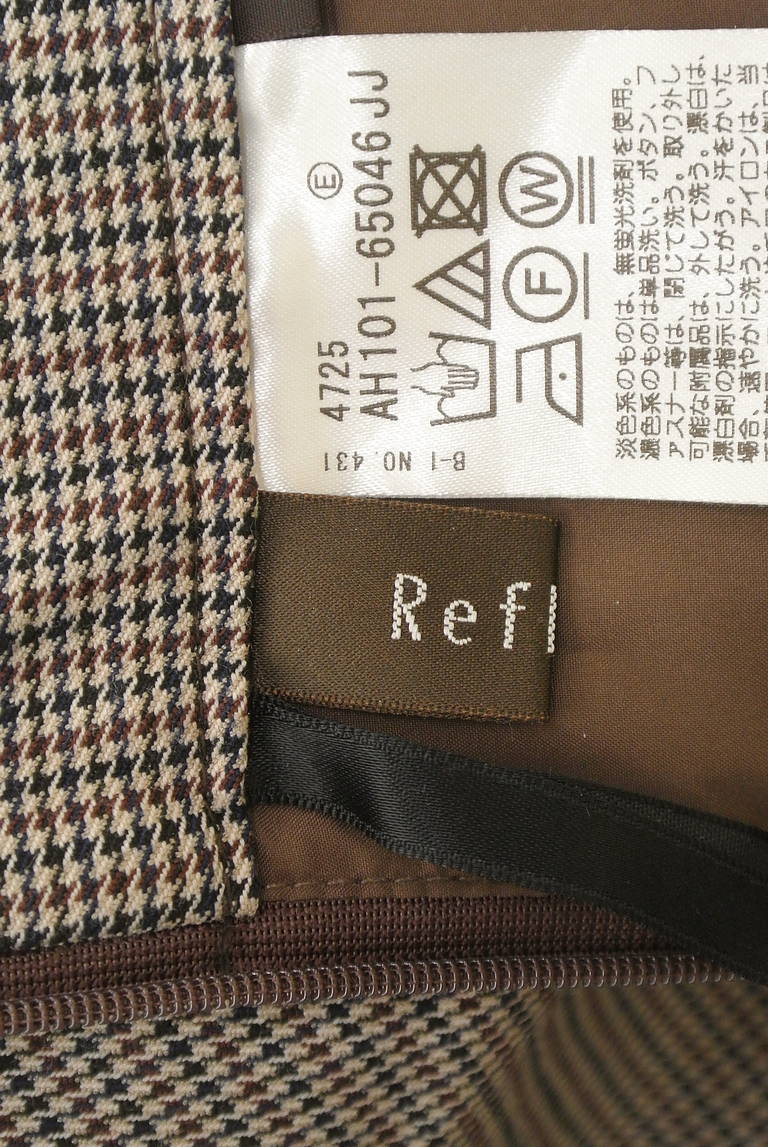 Ⓔ
4725
AH101-65046 JJ
W
F
淡色系のものは、無蛍光洗剤を使用。
濃色系のものは単品洗い。ボタン、フ
ァスナー等は、閉じて洗う。取り外し
可能な附属品は、外して洗う。漂白は、
漂白剤の指示にしたがう。汗をかいた
場合、速やかに洗う。アイロンは、当
B-1 NO.431
Ref